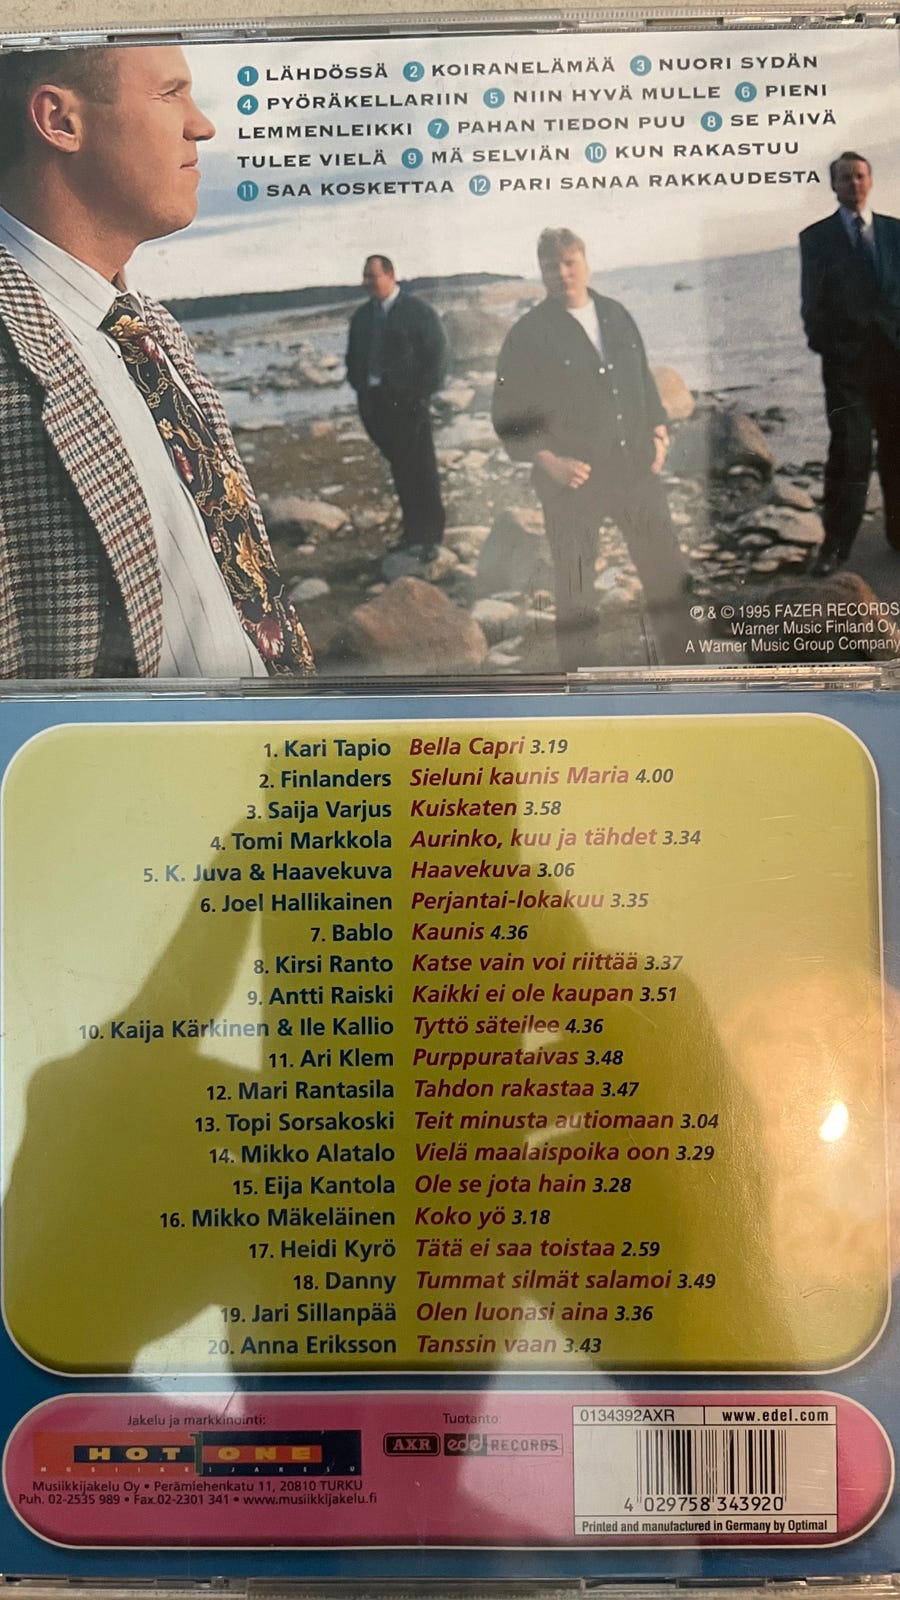 1 LÄHDÖSSÄ 2 KOIRANELÄMÄÄ 3 NUORI SYDÄN
4 PYÖRÄKELLARIIN 5 NIIN HYVÄ MULLE 6 PIENI
LEMMENLEIKKI 7 PAHAN TIEDON PUU 8 SE PÄIVÄ
TULEE VIELÄ 9 MÄ SELVIÄN 10 KUN RAKASTUU
11 SAA KOSKETTAA 12 PARI SANAA RAKKAUDESTA
℗ & © 1995 FAZER RECORDS
Warner Music Finland Oy,
A Warner Music Group Company
1. Kari Tapio Bella Capri 3.19
2. Finlanders Sieluni kaunis Maria 4.00
3. Saija Varjus Kuiskaten 3.58
4. Tomi Markkola Aurinko, kuu ja tähdet 3.34
5. K. Juva & Haavekuva Haavekuva 3.06
6. Joel Hallikainen Perjantai-lokakuu 3.35
7. Bablo Kaunis 4.36
8. Kirsi Ranto Katse vain voi riittää 3.37
9. Antti Raiski Kaikki ei ole kaupan 3.51
10. Kaija Kärkinen & Ile Kallio Tyttö säteilee 4.36
11. Ari Klem Purppurataivas 3.48
12. Mari Rantasila Tahdon rakastaa 3.47
13. Topi Sorsakoski Teit minusta autiomaan 3.04
14. Mikko Alatalo Vielä maalaispoika oon 3.29
15. Eija Kantola Ole se jota hain 3.28
16. Mikko Mäkeläinen Koko yö 3.18
17. Heidi Kyrö Tätä ei saa toistaa 2.59
18. Danny Tummat silmät salamoi 3.49
19. Jari Sillanpää Olen luonasi aina 3.36
20. Anna Eriksson Tanssin vaan 3.43
Jakelu ja markkinointi:
HOT ONE
MUSIIKKIJAKELU
Musiikkijakelu Oy • Perämiehenkatu 11, 20810 TURKU
Puh. 02-2535 989 • Fax.02-2301 341 • www.musiikkijakelu.fi
Tuotanto:
AXR edel RECORDS
0134392AXR www.edel.com
4 029758 343920
Printed and manufactured in Germany by Optimal